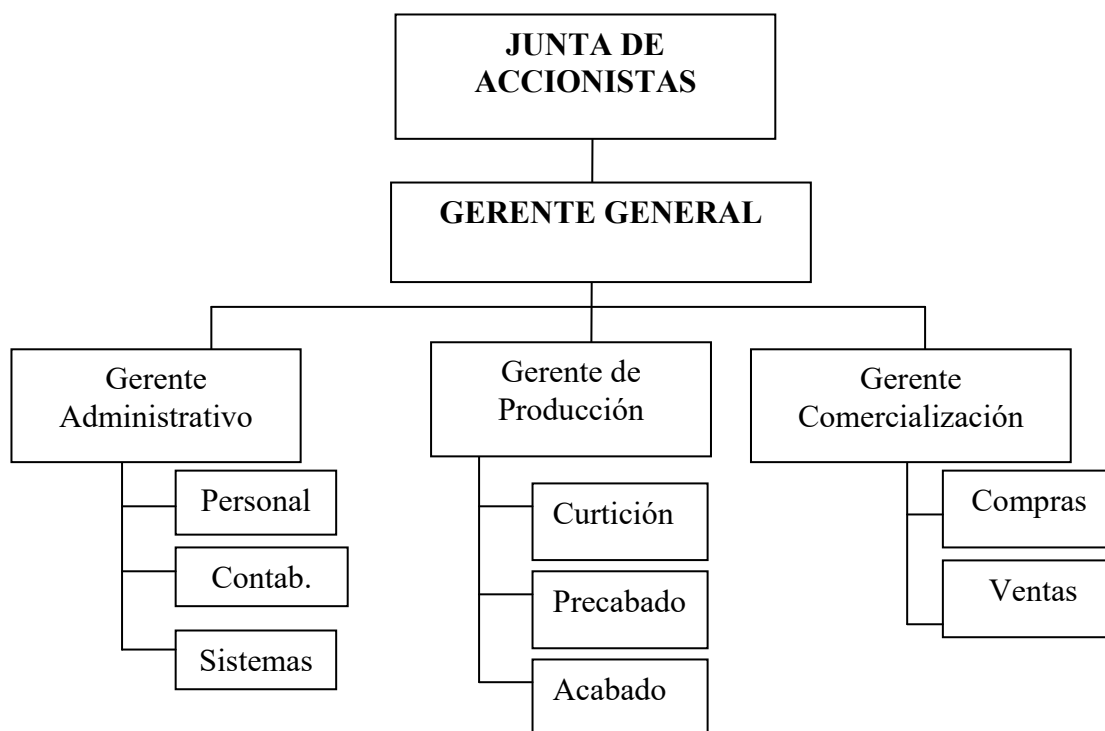 JUNTA DE
ACCIONISTAS
GERENTE GENERAL
Gerente
Administrativo
Gerente de
Producción
Gerente
Comercialización
Personal
Contab.
Sistemas
Curtición
Precabado
Acabado
Compras
Ventas